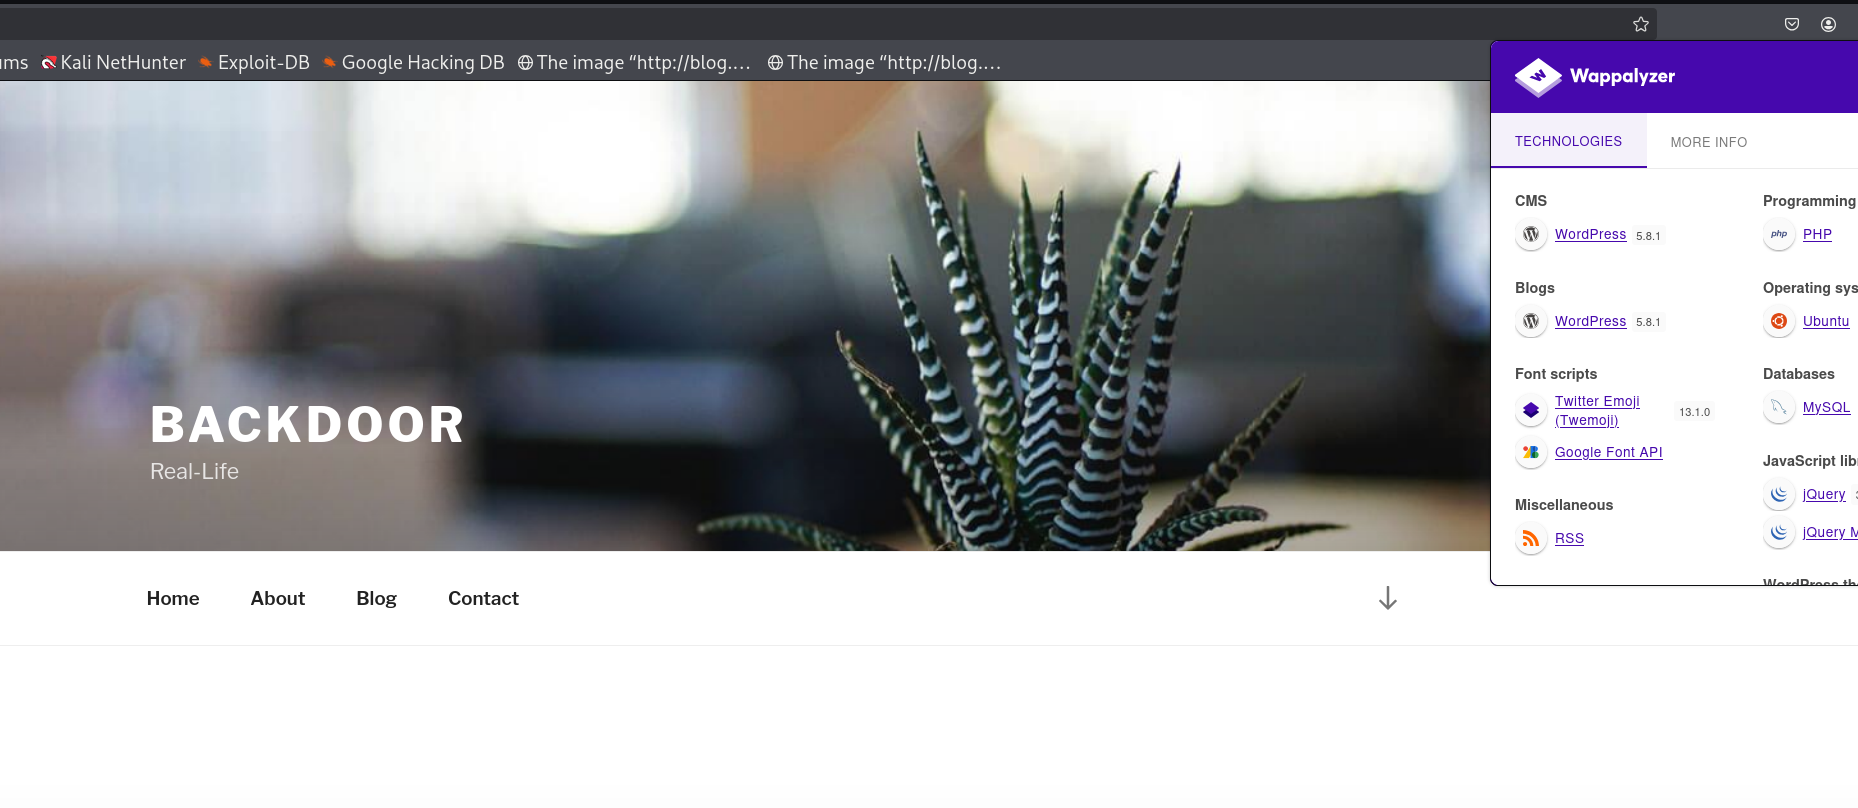 ums Kali NetHunter Exploit-DB Google Hacking DB The image “http://blog.... The image “http://blog....
BACKDOOR
Real-Life
Home About Blog Contact
Wappalyzer
TECHNOLOGIES MORE INFO
CMS
WordPress 5.8.1
Blogs
WordPress 5.8.1
Font scripts
Twitter Emoji
(Twemoji) 13.1.0
Google Font API
Miscellaneous
RSS
Programming
php PHP
Operating sys
Ubuntu
Databases
MySQL
JavaScript lib
jQuery
jQuery M
WordPress th